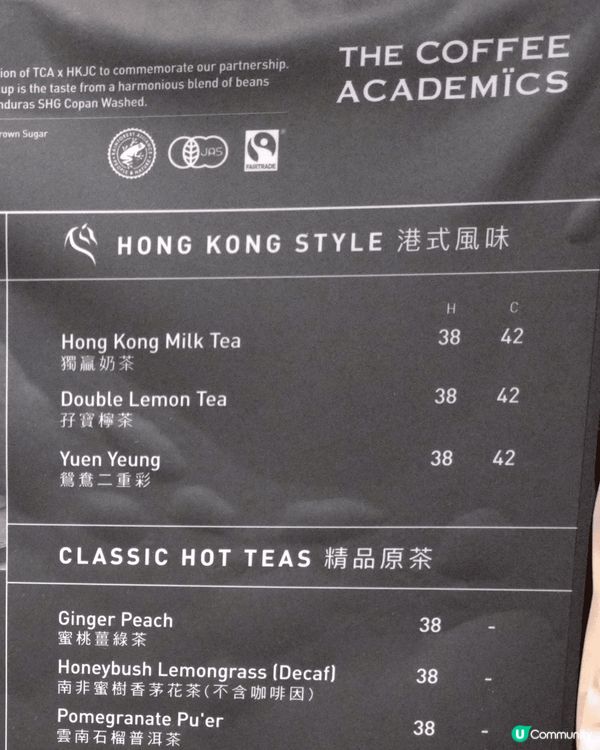 ion of TCA x HKJC to commemorate our partnership.
up is the taste from a harmonious blend of beans
nduras SHG Copan Washed.
rown Sugar
THE COFFEE
ACADEMÏCS
RAINFOREST ALLIANCE
PEOPLE & NATURE
JAS
FAIRTRADE
HONG KONG STYLE 港式風味
H C
Hong Kong Milk Tea 38 42
獨贏奶茶
Double Lemon Tea 38 42
孖寶檸茶
Yuen Yeung 38 42
鴛鴦二重彩
CLASSIC HOT TEAS 精品原茶
Ginger Peach 38 -
蜜桃薑綠茶
Honeybush Lemongrass (Decaf) 38 -
南非蜜樹香茅花茶(不含咖啡因)
Pomegranate Pu'er 38 -
雲南石榴普洱茶
U Community